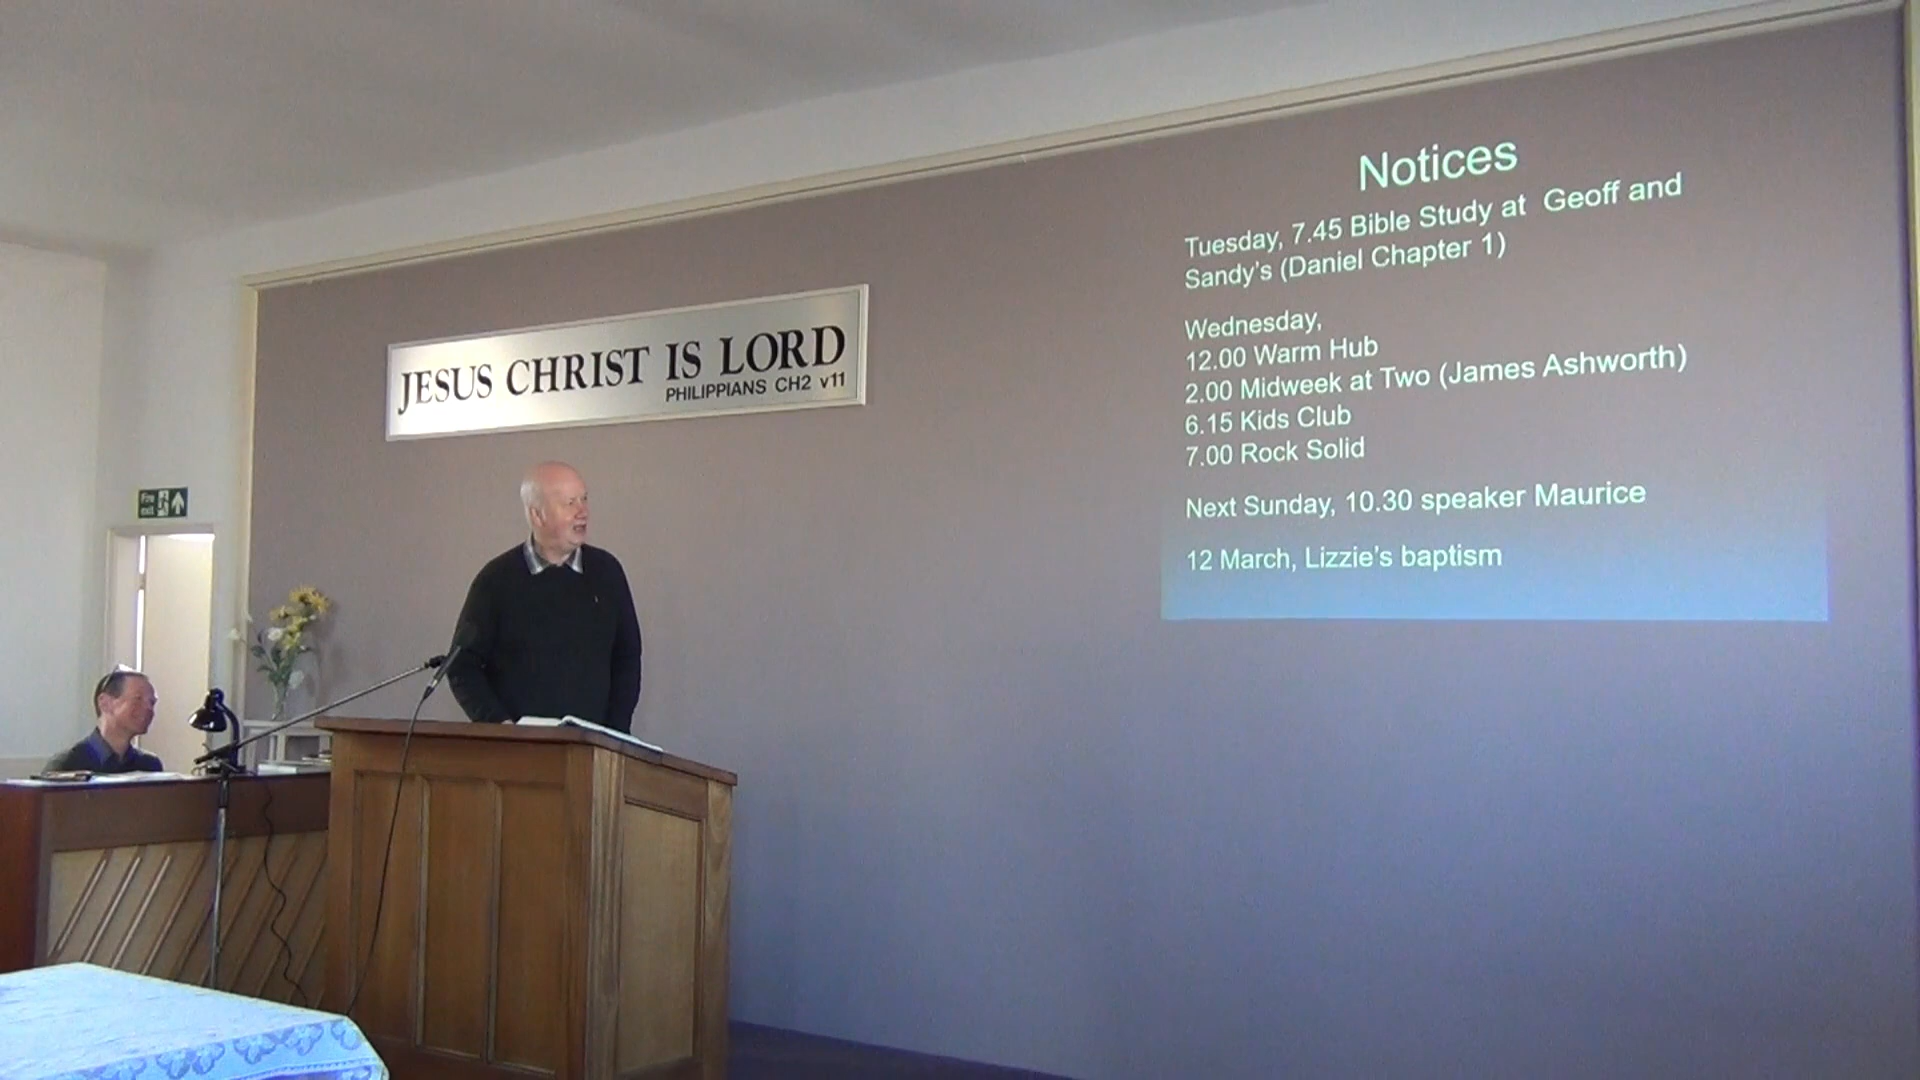 JESUS CHRIST IS LORD
PHILIPPIANS CH2 v11
Fire
exit
Notices
Tuesday, 7.45 Bible Study at Geoff and
Sandy's (Daniel Chapter 1)
Wednesday,
12.00 Warm Hub
2.00 Midweek at Two (James Ashworth)
6.15 Kids Club
7.00 Rock Solid
Next Sunday, 10.30 speaker Maurice
12 March, Lizzie's baptism